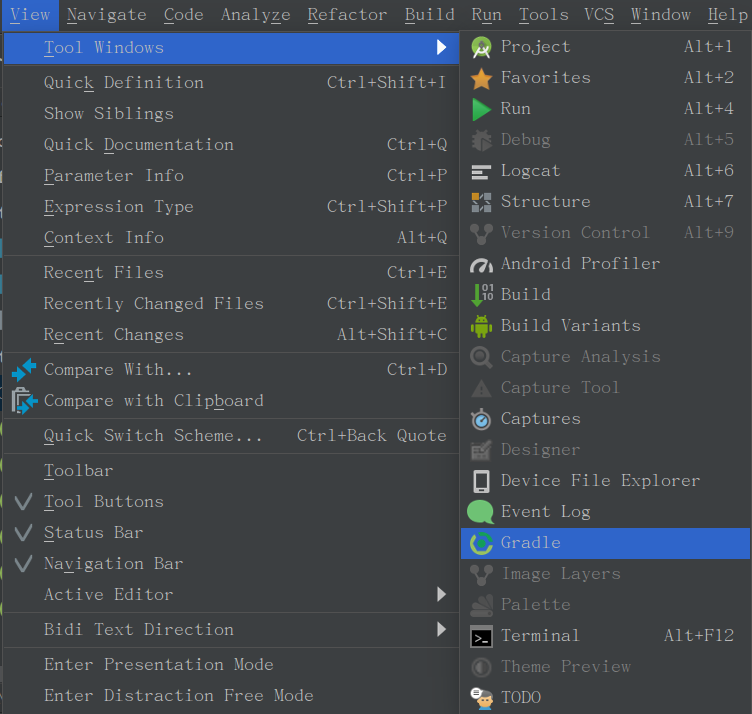 View Navigate Code Analyze Refactor Build Run Tools VCS Window Help
Tool Windows
Quick Definition Ctrl+Shift+I
Show Siblings
Quick Documentation Ctrl+Q
Parameter Info Ctrl+P
Expression Type Ctrl+Shift+P
Context Info Alt+Q
Recent Files Ctrl+E
Recently Changed Files Ctrl+Shift+E
Recent Changes Alt+Shift+C
Compare With... Ctrl+D
Compare with Clipboard
Quick Switch Scheme... Ctrl+Back Quote
Toolbar
Tool Buttons
Status Bar
Navigation Bar
Active Editor
Bidi Text Direction
Enter Presentation Mode
Enter Distraction Free Mode
Project Alt+1
Favorites Alt+2
Run Alt+4
Debug Alt+5
Logcat Alt+6
Structure Alt+7
Version Control Alt+9
Android Profiler
Build
Build Variants
Capture Analysis
Capture Tool
Captures
Designer
Device File Explorer
Event Log
Gradle
Image Layers
Palette
Terminal Alt+F12
Theme Preview
TODO